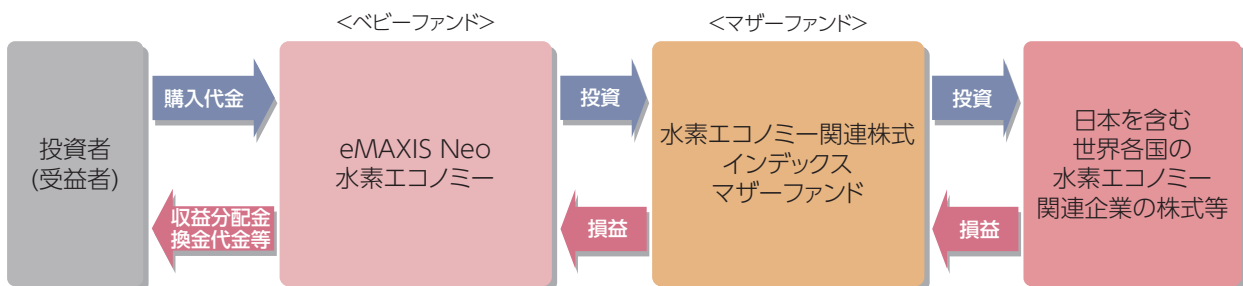 <ベビーファンド>
<マザーファンド>
投資者
(受益者)
購入代金
収益分配金
換金代金等
eMAXIS Neo
水素エコノミー
投資
損益
水素エコノミー関連株式
インデックス
マザーファンド
投資
損益
日本を含む
世界各国の
水素エコノミー
関連企業の株式等